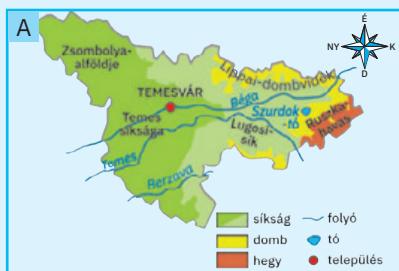 A
É
NY
K
D
Zsombolya-
alföldje
Lippai-dombvidék
TEMESVÁR
Béga
Szurdok
-tó
Ruszka-
havas
Temes
síksága
Lugosi-
sík
Temes
Berzava
síkság
folyó
domb
tó
hegy
település